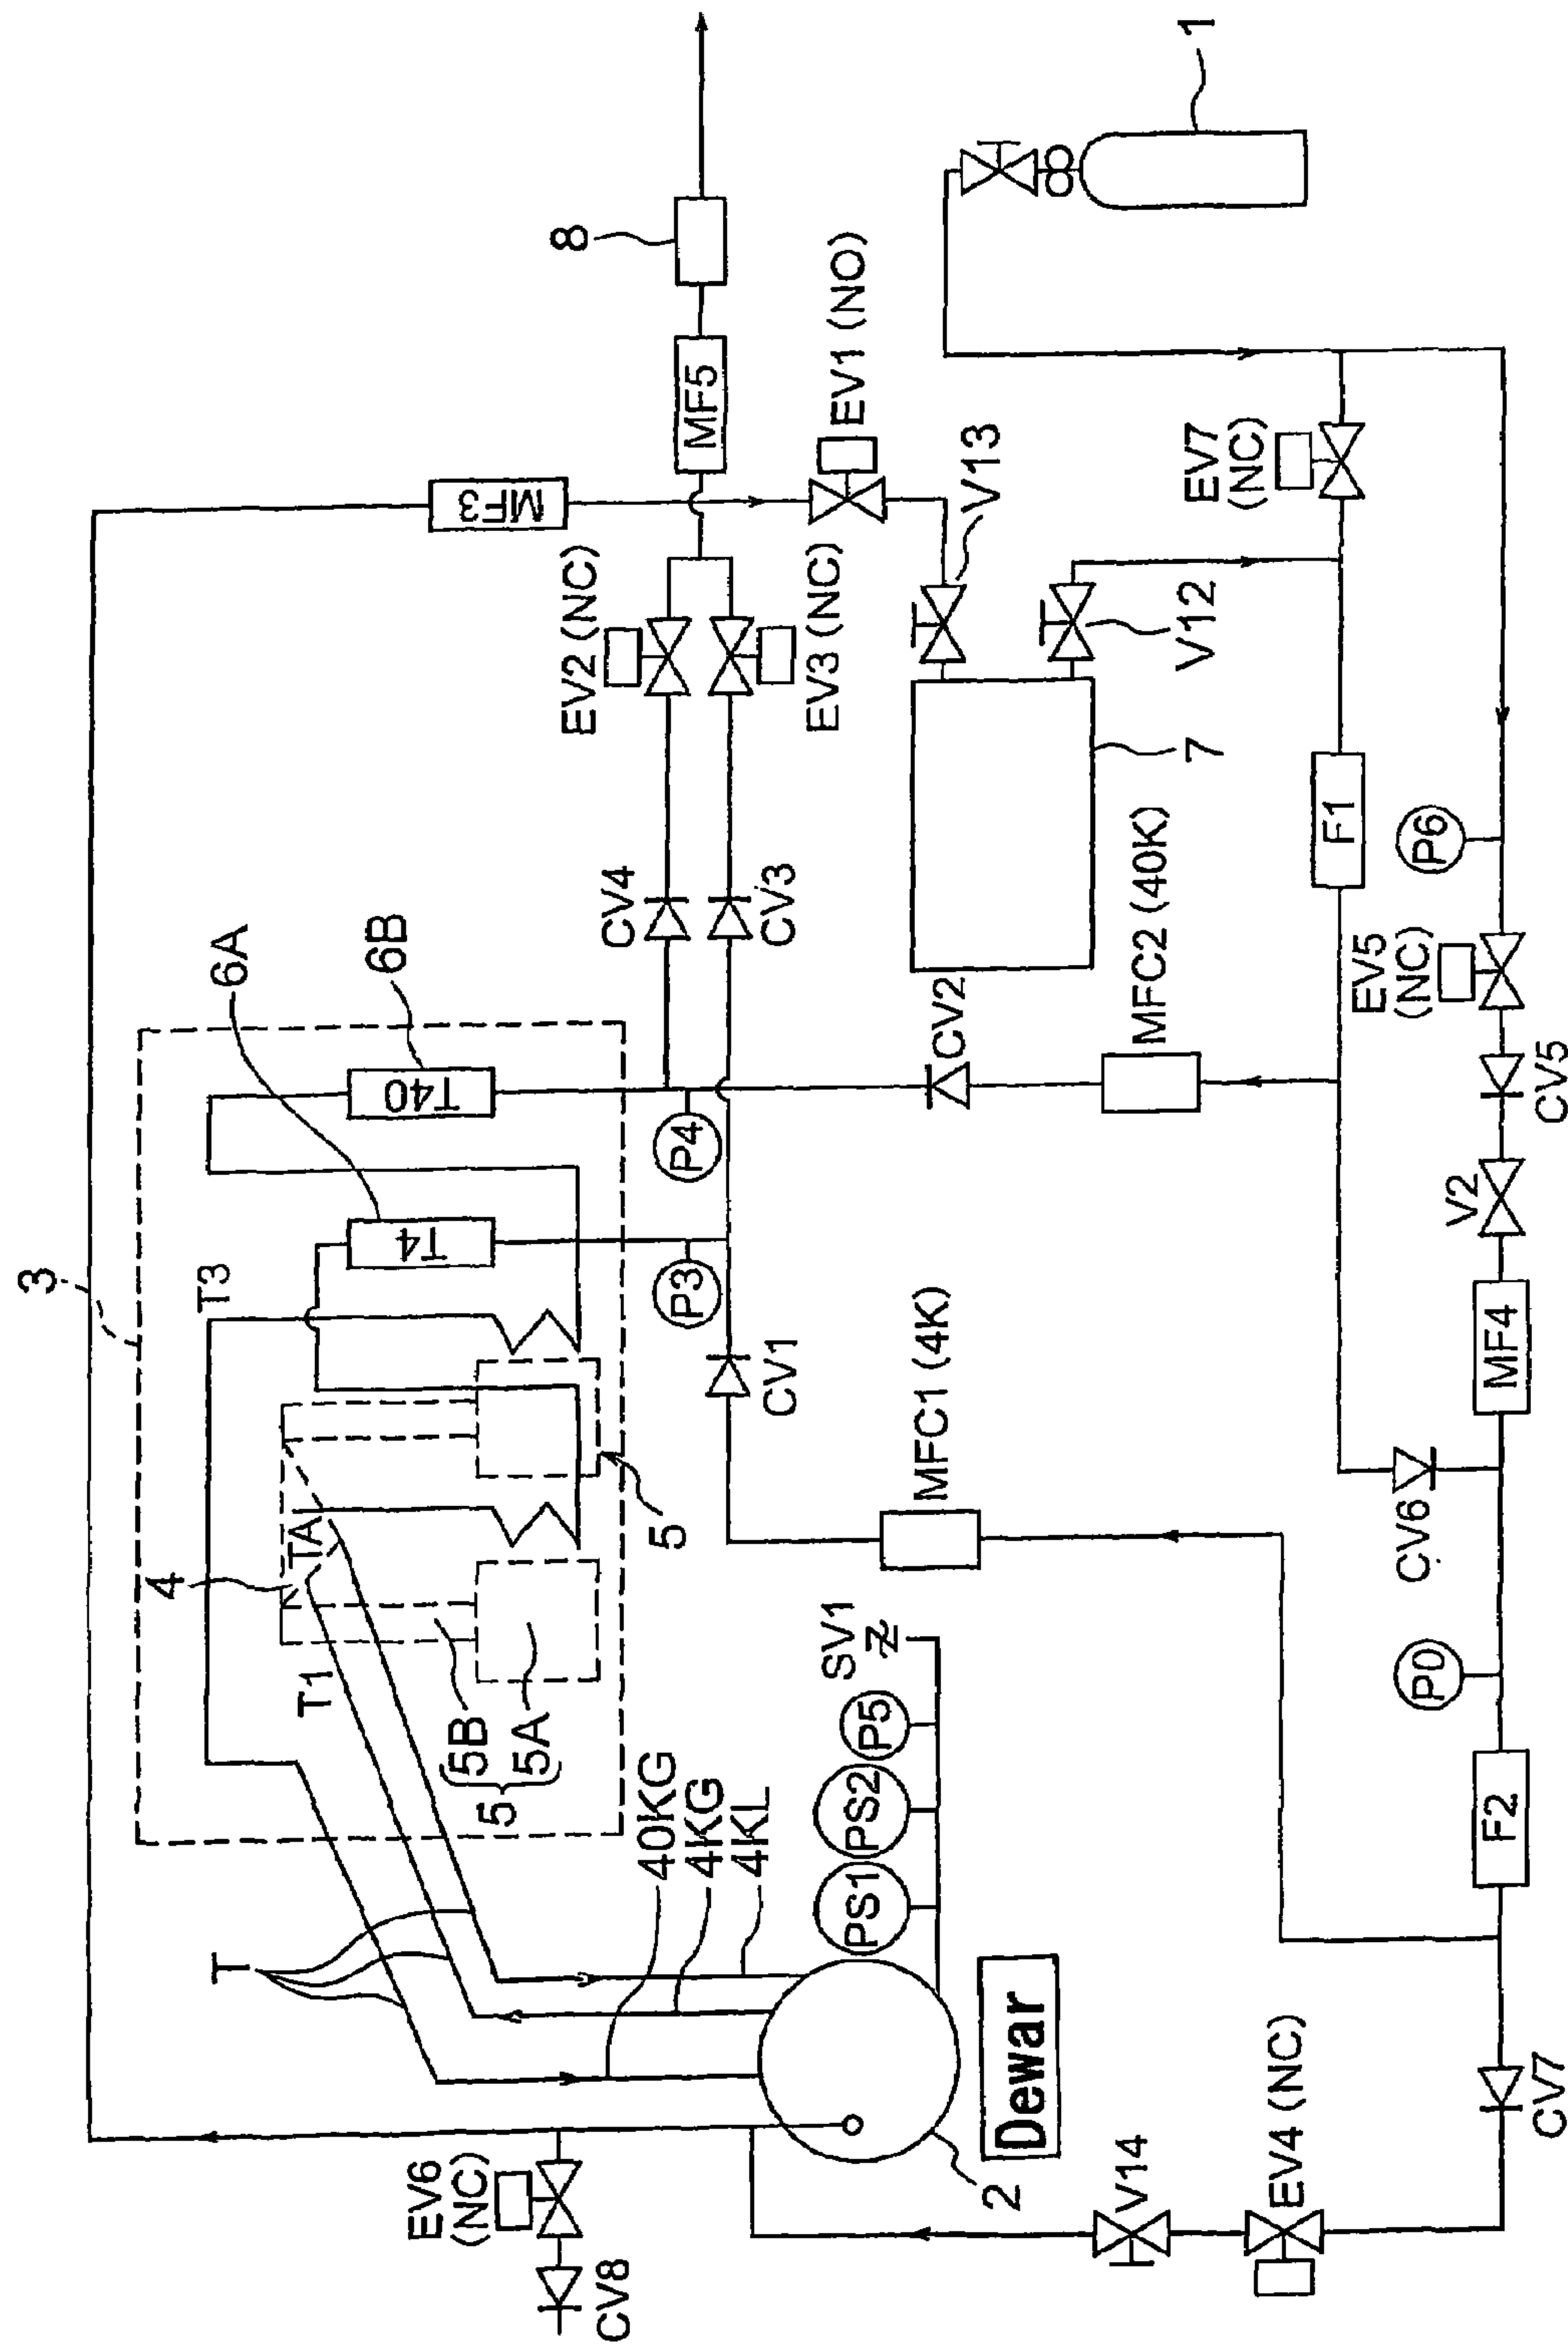 3
T3
6A
6B
T40
T4
4
TA
T1
5B
5A
5
5
T
40KG
4KG
4KL
P3
P4
CV4
CV3
EV2 (NC)
EV3 (NC)
MF3
MF5
8
EV1 (NO)
V13
V12
7
1
EV7
(NC)
F1
P6
EV5
(NC)
CV5
V2
MF4
MFC2 (40K)
CV2
CV1
MFC1 (4K)
CV6
P0
F2
SV1
P5
PS2
PS1
Dewar
2
EV6
(NC)
CV8
V14
EV4 (NC)
CV7